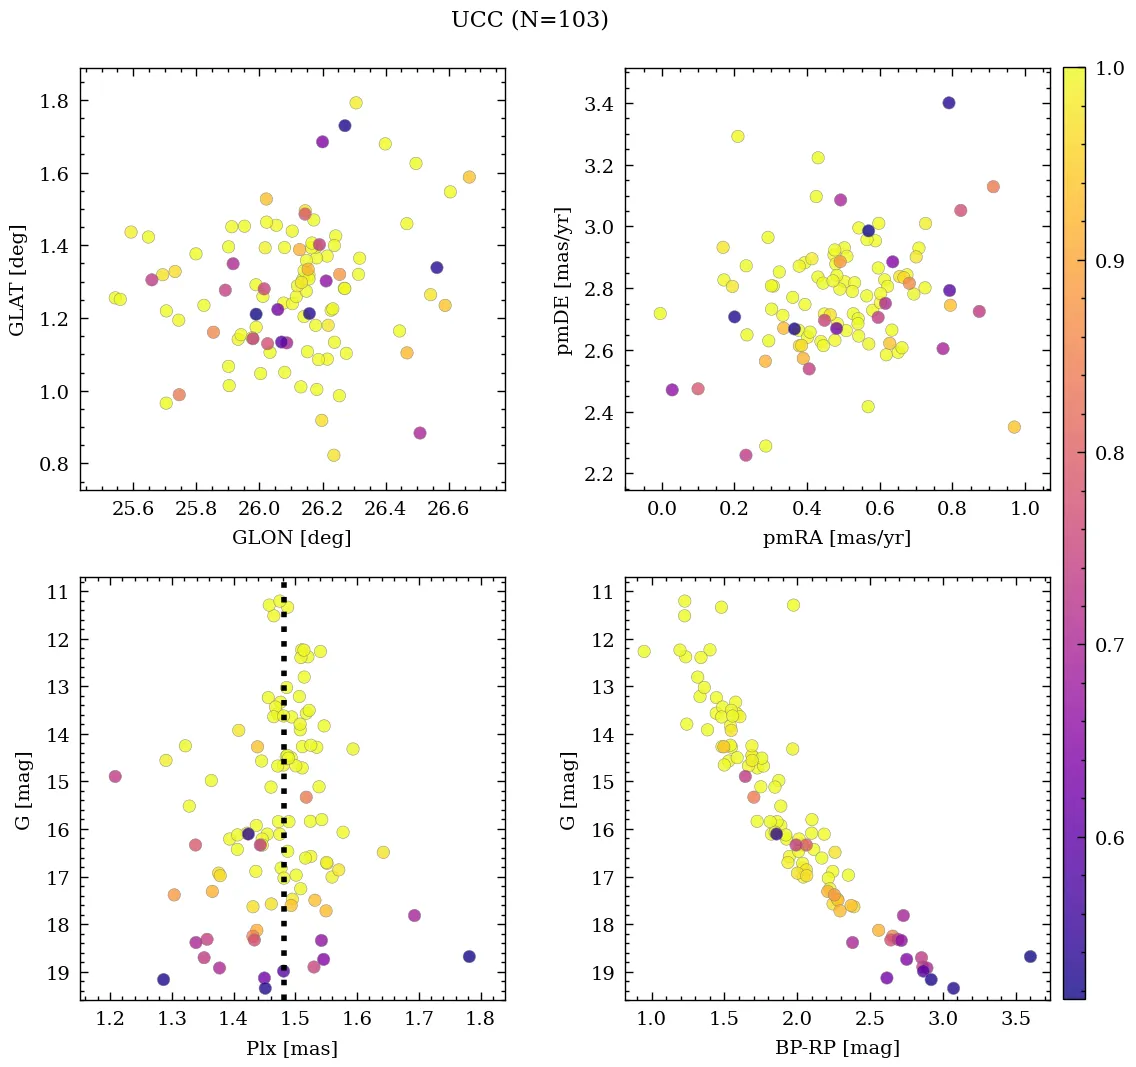 UCC (N=103)
1.8
1.6
1.4
1.2
1.0
0.8
GLAT [deg]
25.6 25.8 26.0 26.2 26.4 26.6
GLON [deg]
3.4
3.2
3.0
2.8
2.6
2.4
2.2
pmDE [mas/yr]
0.0 0.2 0.4 0.6 0.8 1.0
pmRA [mas/yr]
1.0
0.9
0.8
0.7
0.6
11
12
13
14
15
16
17
18
19
G [mag]
1.2 1.3 1.4 1.5 1.6 1.7 1.8
Plx [mas]
11
12
13
14
15
16
17
18
19
G [mag]
1.0 1.5 2.0 2.5 3.0 3.5
BP-RP [mag]